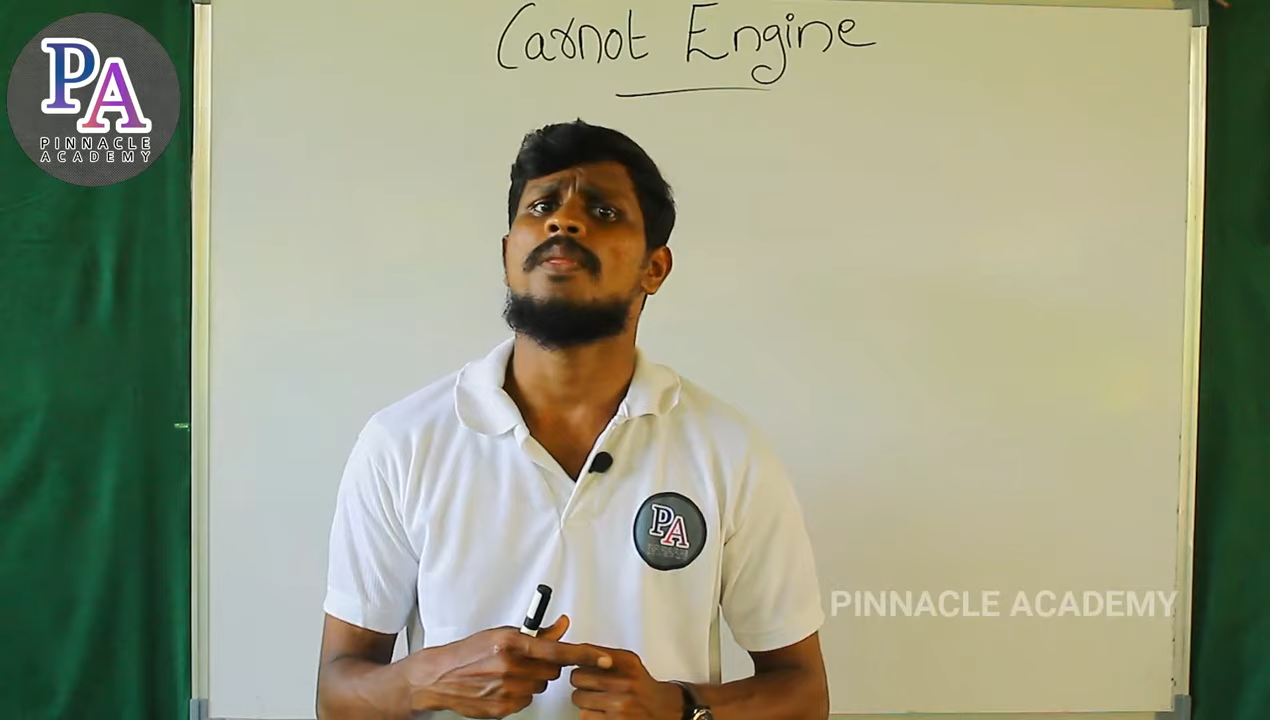 PA
PINNACLE
ACADEMY
Carnot Engine
PA
PINNACLE ACADEMY